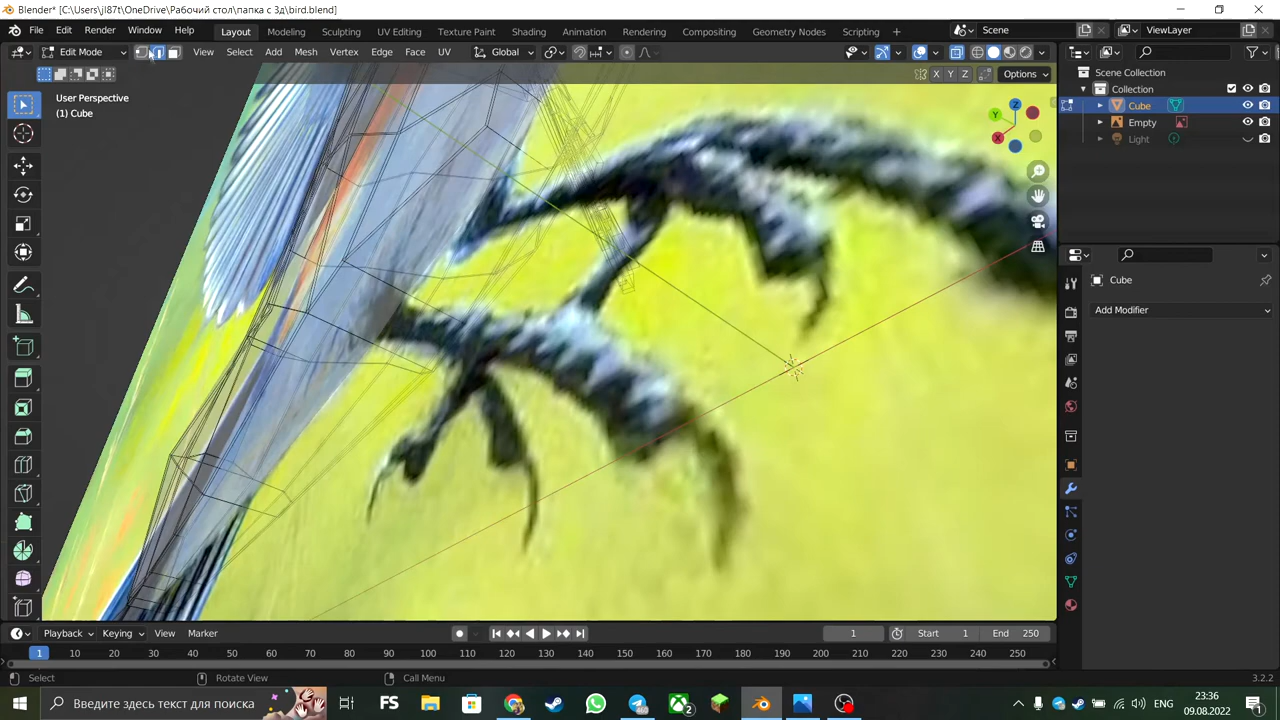 Blender* [C:\Users\jl87t\OneDrive\Рабочий стол\папка с 3д\bird.blend]
File Edit Render Window Help Layout Modeling Sculpting UV Editing Texture Paint Shading Animation Rendering Compositing Geometry Nodes Scripting + Scene ViewLayer
Edit Mode View Select Add Mesh Vertex Edge Face UV Global
X Y Z Options
User Perspective
(1) Cube
Z
Y
X
Scene Collection
Collection
Cube
Empty
Light
Cube
Add Modifier
Playback Keying View Marker 1 Start 1 End 250
1 10 20 30 40 50 60 70 80 90 100 110 120 130 140 150 160 170 180 190 200 210 220 230 240 250
Select Rotate View Call Menu 3.2.2
Введите здесь текст для поиска FS 2 ENG 23:36 09.08.2022 1